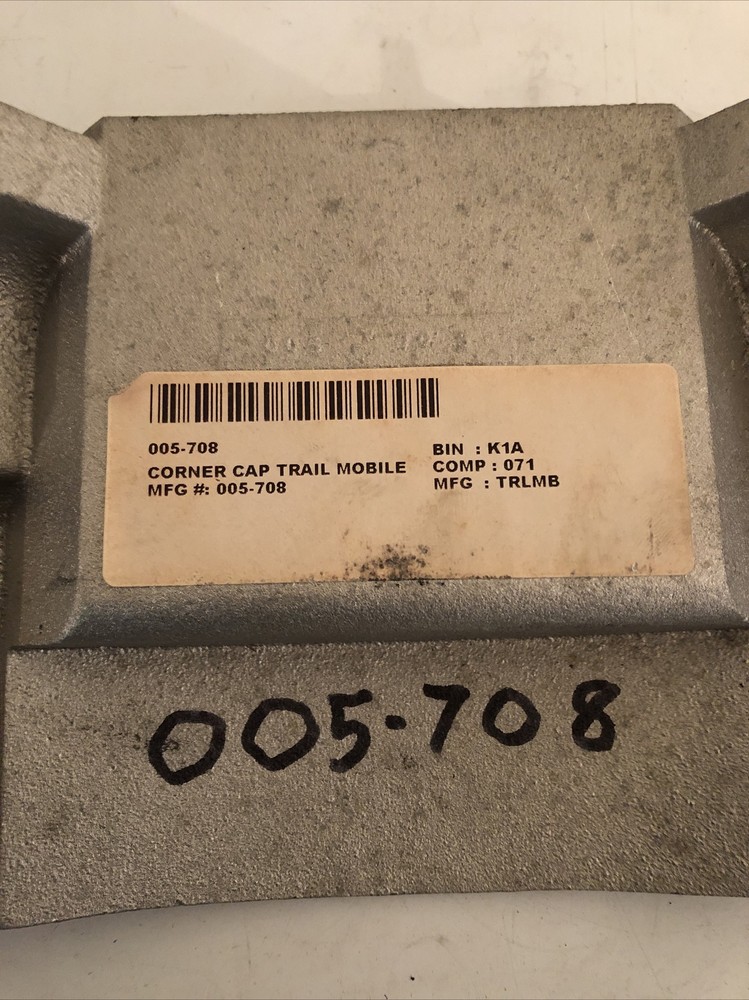 005-708
CORNER CAP TRAIL MOBILE
MFG #: 005-708
BIN : K1A
COMP : 071
MFG : TRLMB
005-708